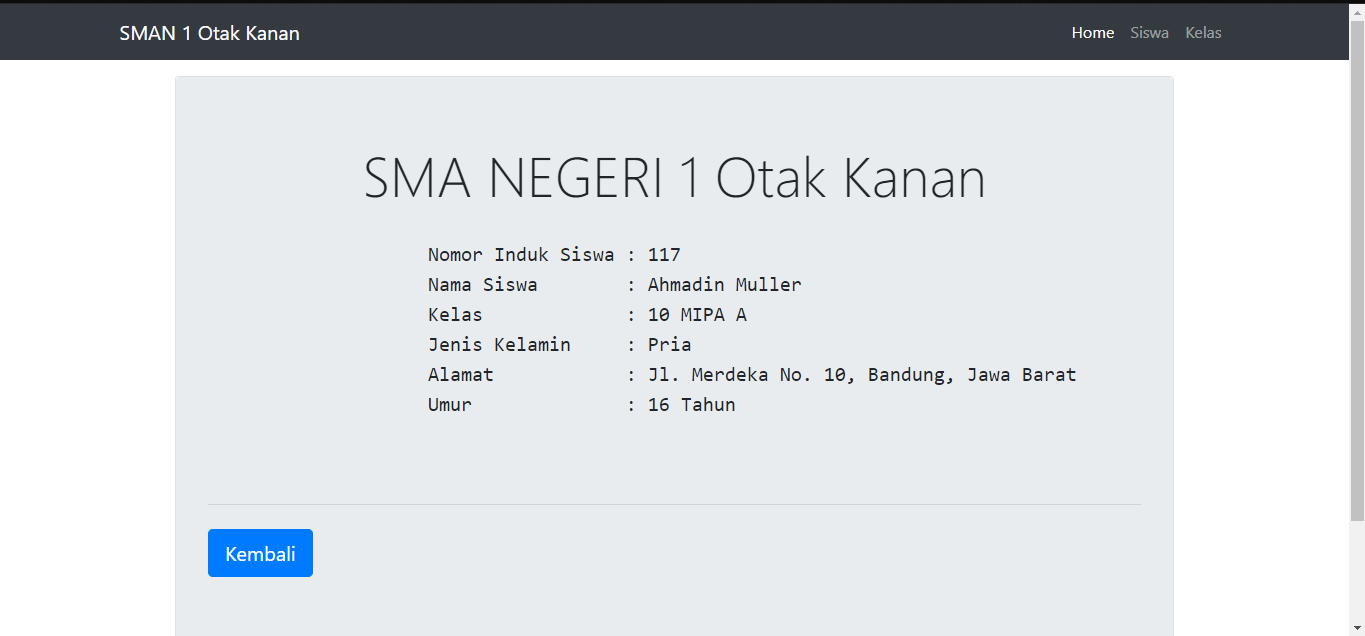 SMAN 1 Otak Kanan Home Siswa Kelas
SMA NEGERI 1 Otak Kanan
Nomor Induk Siswa : 117
Nama Siswa : Ahmadin Muller
Kelas : 10 MIPA A
Jenis Kelamin : Pria
Alamat : Jl. Merdeka No. 10, Bandung, Jawa Barat
Umur : 16 Tahun
Kembali